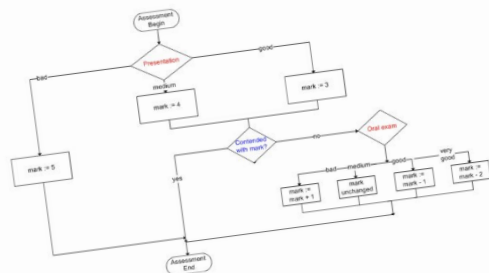 Assessment
Begin
Presentation
bad
medium
good
mark := 4
mark := 3
mark := 5
Contended
with mark?
no
Oral exam
yes
bad
medium
good
very
good
mark :=
mark + 1
mark
unchanged
mark :=
mark - 1
mark :=
mark - 2
Assessment
End